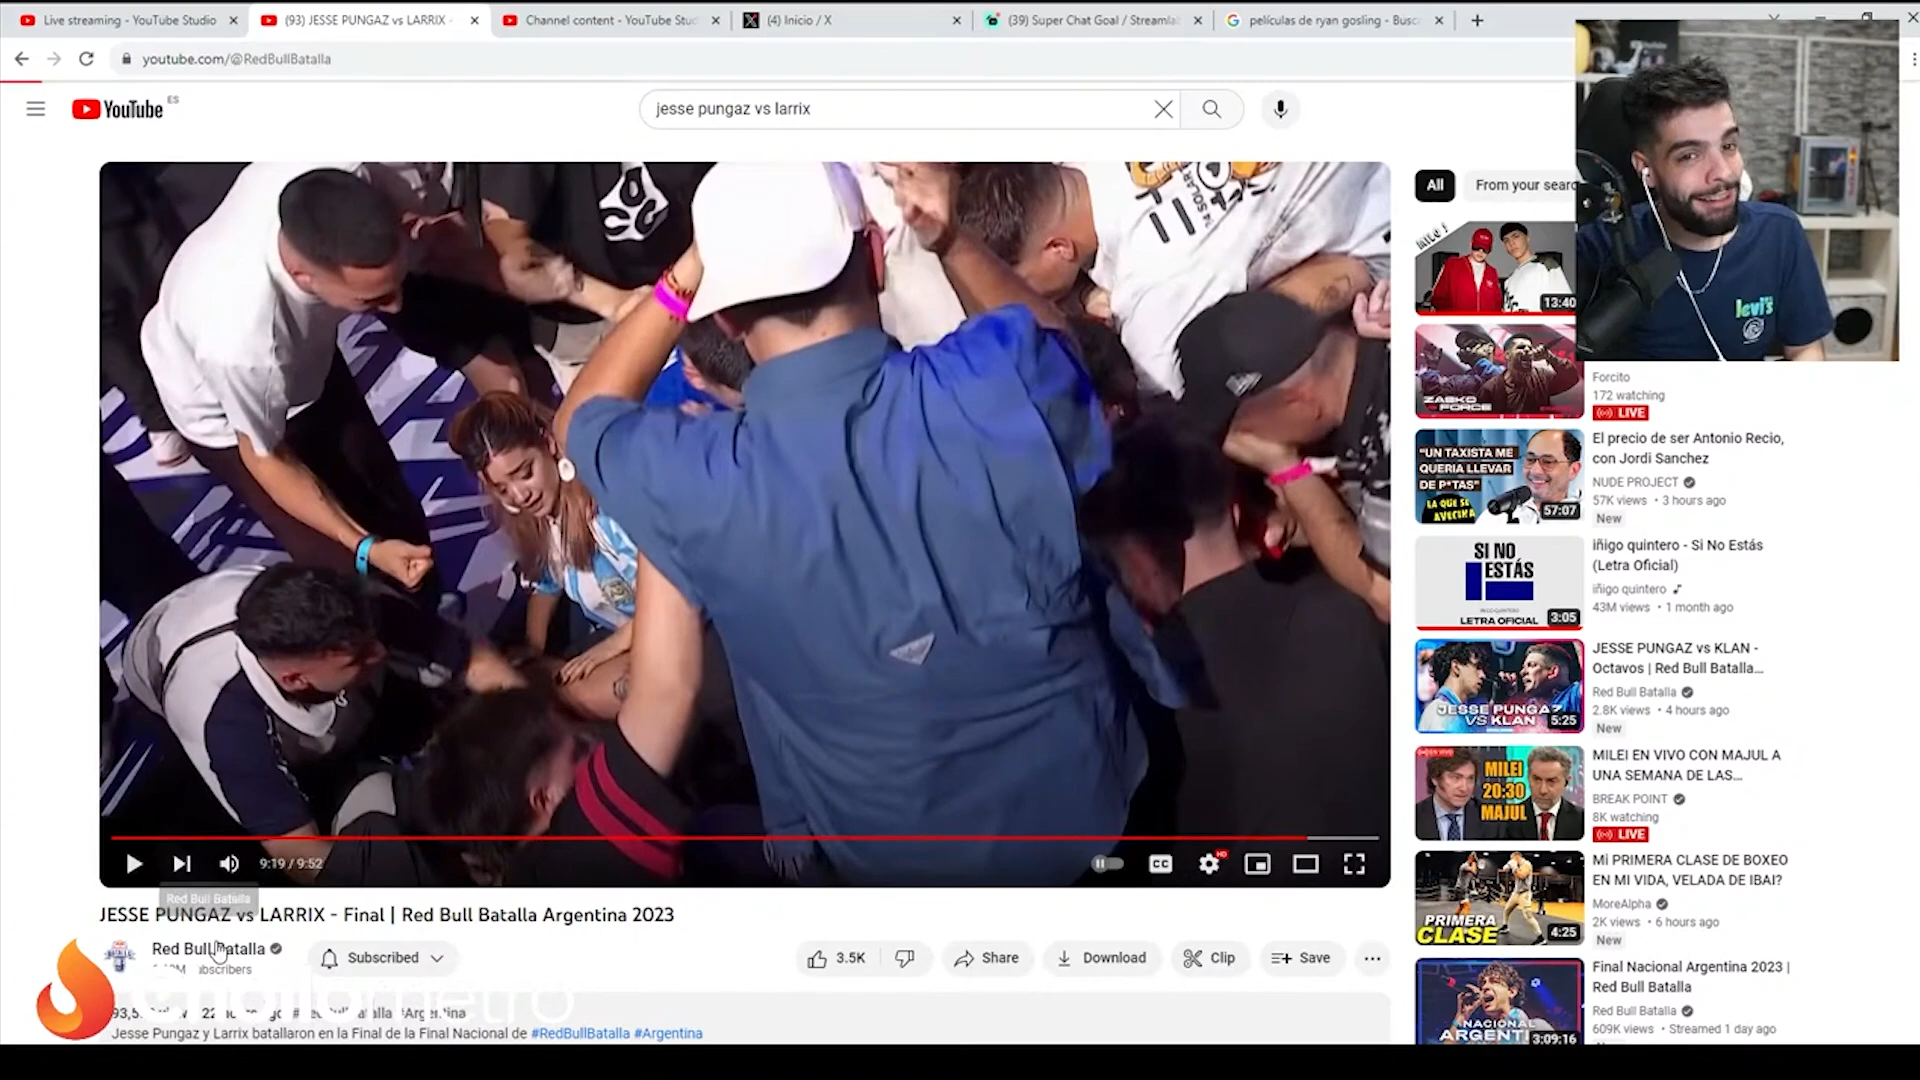 Live streaming - YouTube Studio
(93) JESSE PUNGAZ vs LARRIX -
Channel content - YouTube Stud
(4) Inicio / X
(39) Super Chat Goal / Streamla
películas de ryan gosling - Busc
youtube.com/@RedBullBatalla
YouTube ES
jesse pungaz vs larrix
All
From your searc
13:40
levi's
ZASKO
FORCE
Forcito
172 watching
LIVE
"UN TAXISTA ME
QUERIA LLEVAR
DE P*TAS"
LA QUE SE
AVECINA
57:07
El precio de ser Antonio Recio,
con Jordi Sanchez
NUDE PROJECT
57K views • 3 hours ago
New
SI NO
ESTÁS
LETRA OFICIAL
3:05
iñigo quintero - Si No Estás
(Letra Oficial)
iñigo quintero
43M views • 1 month ago
JESSE PUNGAZ
VS KLAN
5:25
JESSE PUNGAZ vs KLAN -
Octavos | Red Bull Batalla...
Red Bull Batalla
2.8K views • 4 hours ago
New
MILEI
20:30
MAJUL
MILEI EN VIVO CON MAJUL A
UNA SEMANA DE LAS...
BREAK POINT
8K watching
LIVE
PRIMERA
CLASE
4:25
Mi PRIMERA CLASE DE BOXEO
EN MI VIDA, VELADA DE IBAI?
MoreAlpha
2K views • 6 hours ago
New
NACIONAL
ARGENTI
3:09:16
Final Nacional Argentina 2023 |
Red Bull Batalla
Red Bull Batalla
609K views • Streamed 1 day ago
9:19 / 9:52
CC
HD
Red Bull Batalla
JESSE PUNGAZ vs LARRIX - Final | Red Bull Batalla Argentina 2023
Red Bull Batalla
Subscribed
3.5K
Share
Download
Clip
Save
Jesse Pungaz y Larrix batallaron en la Final de la Final Nacional de #RedBullBatalla #Argentina